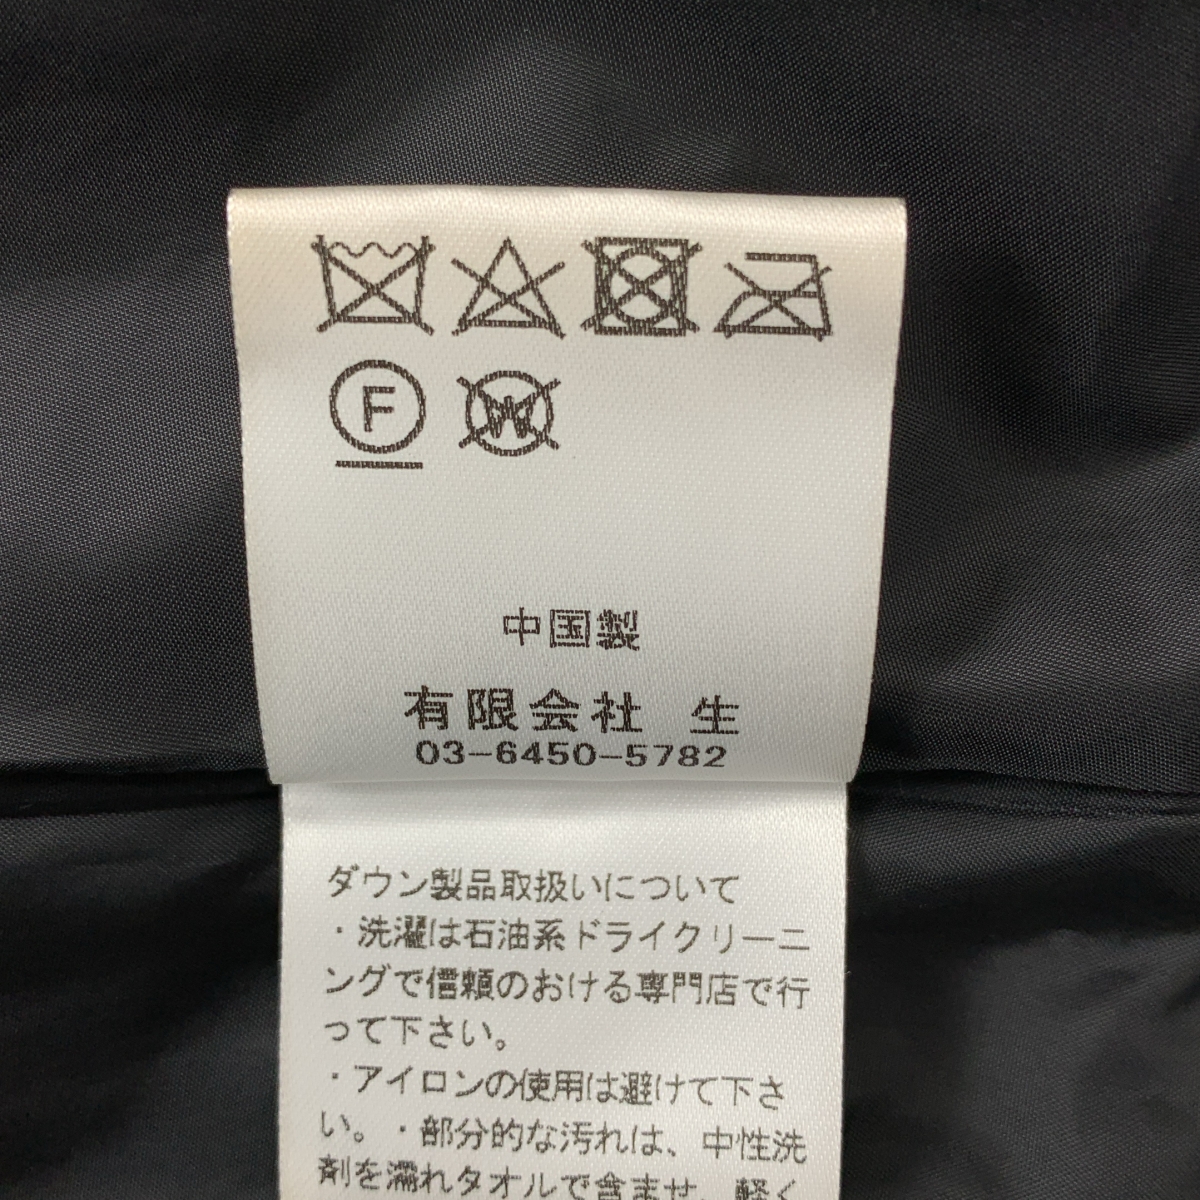 F W
中国製
有限会社 生
03-6450-5782
ダウン製品取扱いについて
・洗濯は石油系ドライクリーニ
ングで信頼のおける専門店で行
って下さい。
・アイロンの使用は避けて下さ
い。・部分的な汚れは、中性洗
剤を濡れタオルで含ませ、軽く